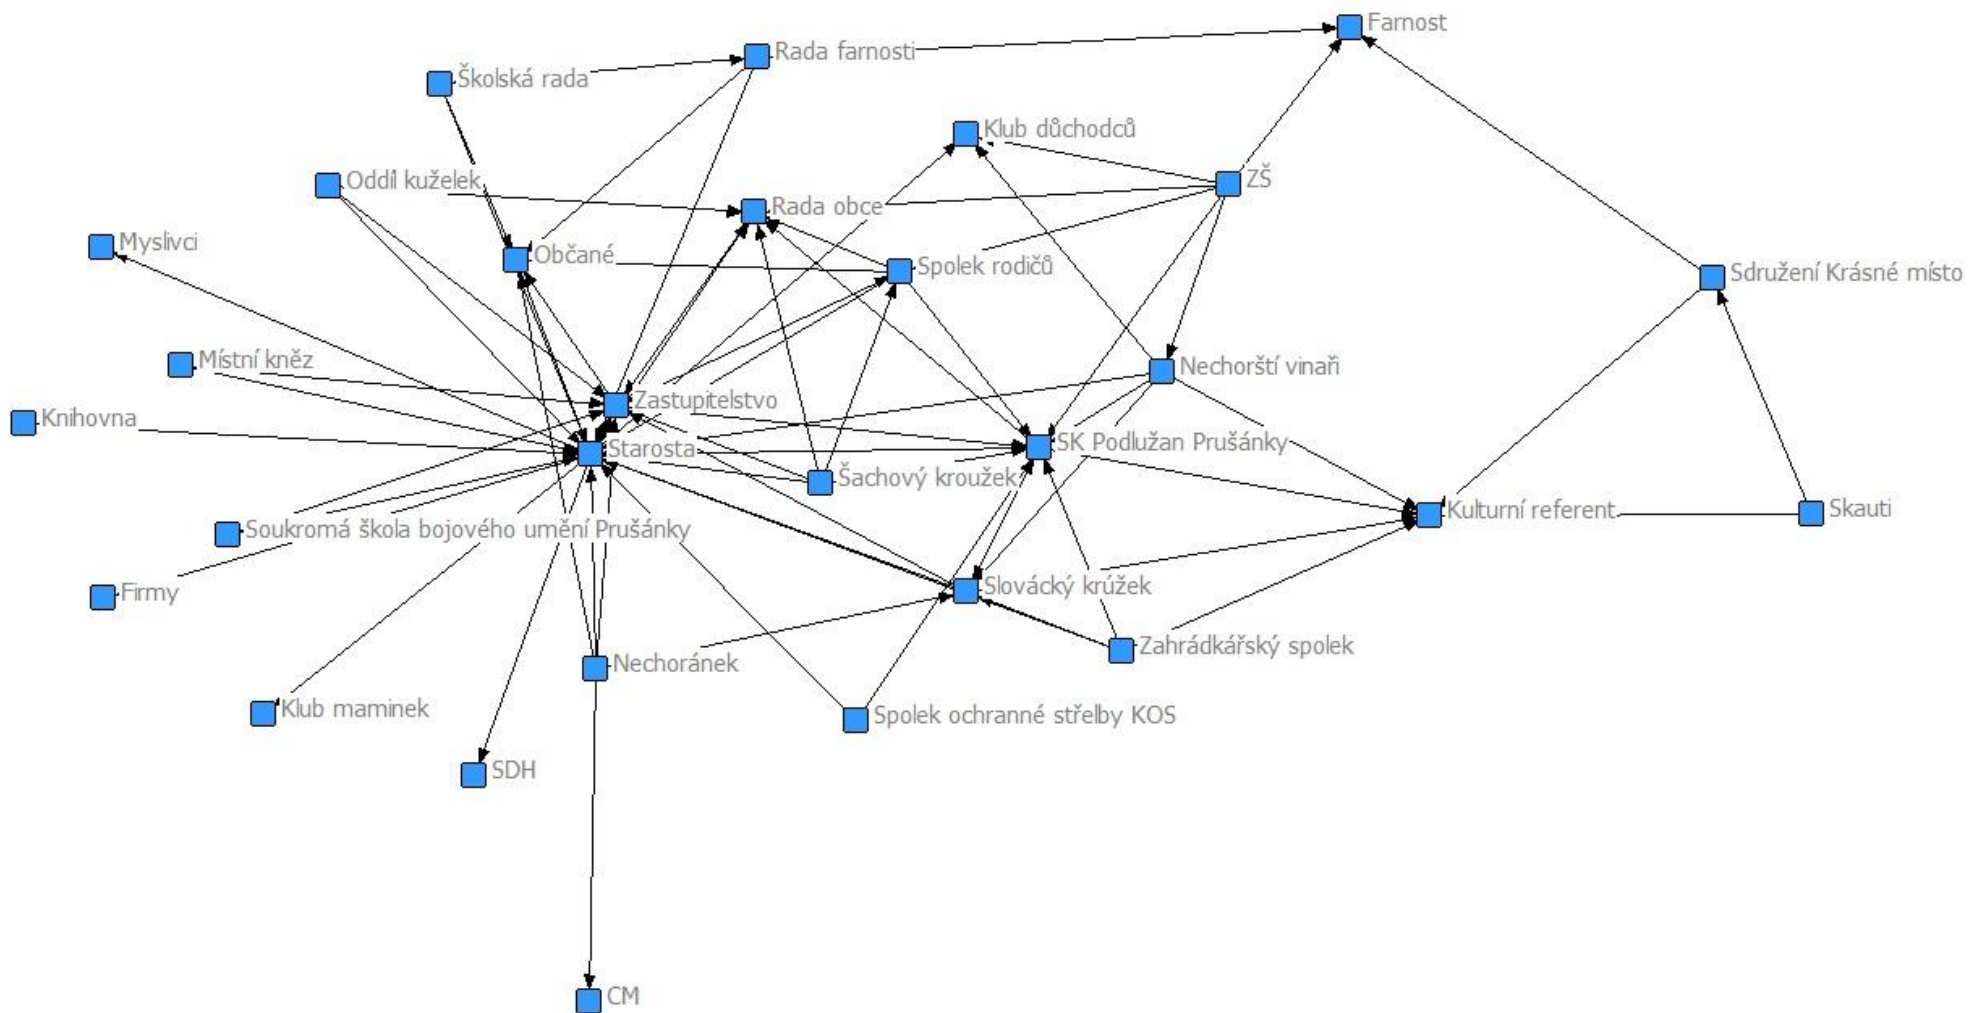 Farnost
Rada farnosti
Školská rada
Klub důchodců
Oddíl kuželek
ZŠ
Rada obce
Myslivci
Občané
Spolek rodičů
Sdružení Krásné místo
Místní kněz
Nechorští vinaři
Zastupitelstvo
Knihovna
Starosta
SK Podlužan Prušánky
Šachový kroužek
Kulturní referent
Skauti
Soukromá škola bojového umění Prušánky
Slovácký krúžek
Firmy
Zahrádkářský spolek
Nechoránek
Klub maminek
Spolek ochranné střelby KOS
SDH
CM